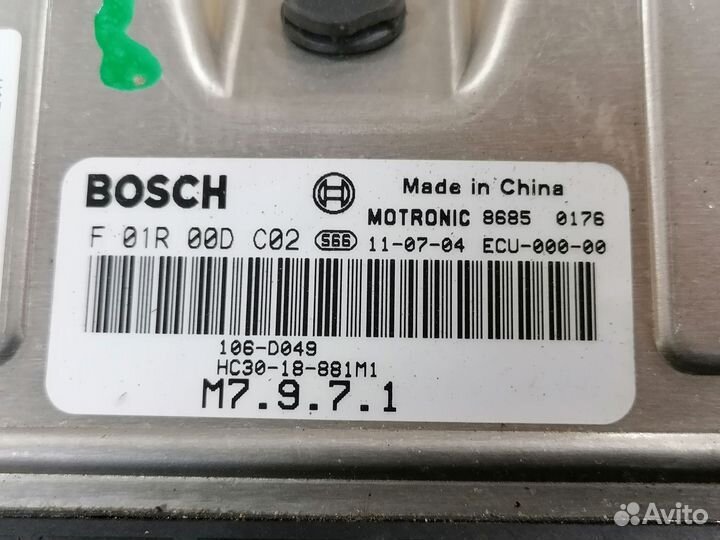 BOSCH
Made in China
MOTRONIC 8685 0176
F 01R 00D C02 S66 11-07-04 ECU-000-00
106-D049
HC30-18-881M1
M7.9.7.1
Avito